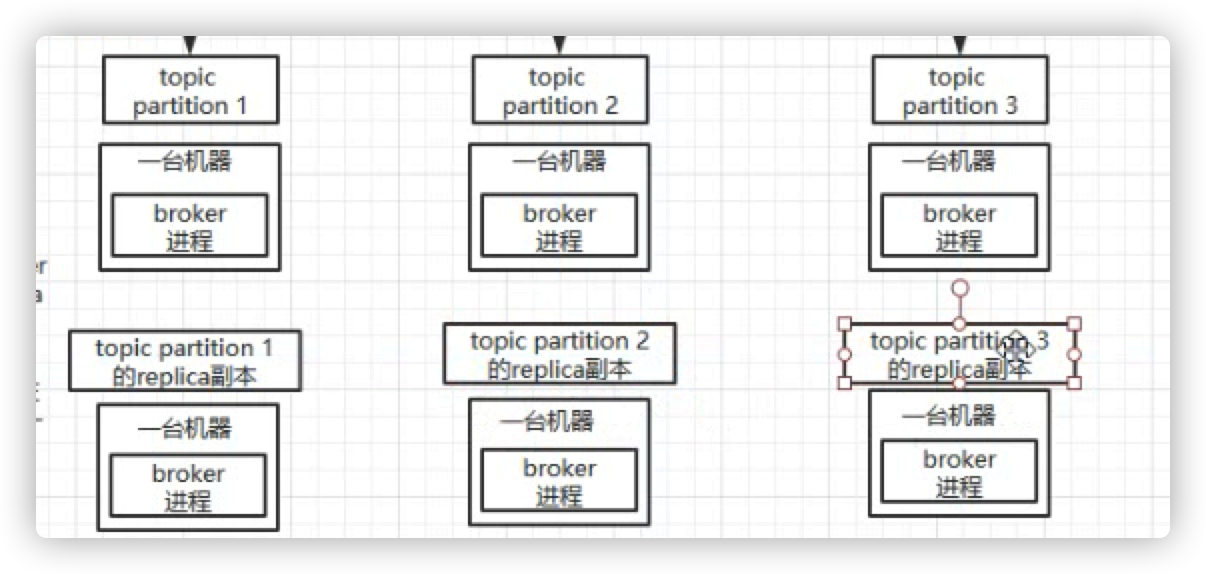 topic
partition 1
topic
partition 2
topic
partition 3
一台机器
broker
进程
一台机器
broker
进程
一台机器
broker
进程
er
a
topic partition 1
的replica副本
topic partition 2
的replica副本
topic partition 3
的replica副本
一台机器
broker
进程
一台机器
broker
进程
一台机器
broker
进程